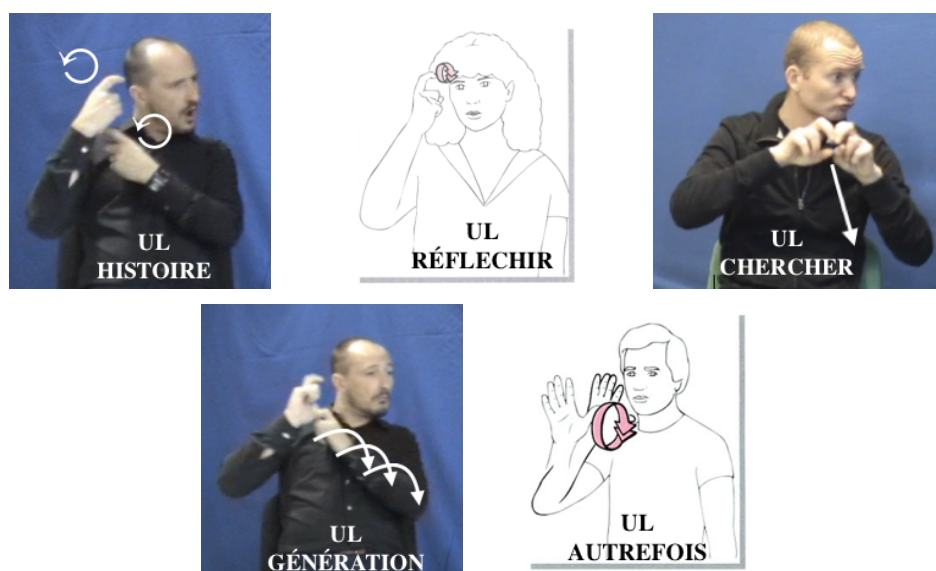 UL
HISTOIRE
UL
RÉFLECHIR
UL
CHERCHER
UL
GÉNÉRATION
UL
AUTREFOIS